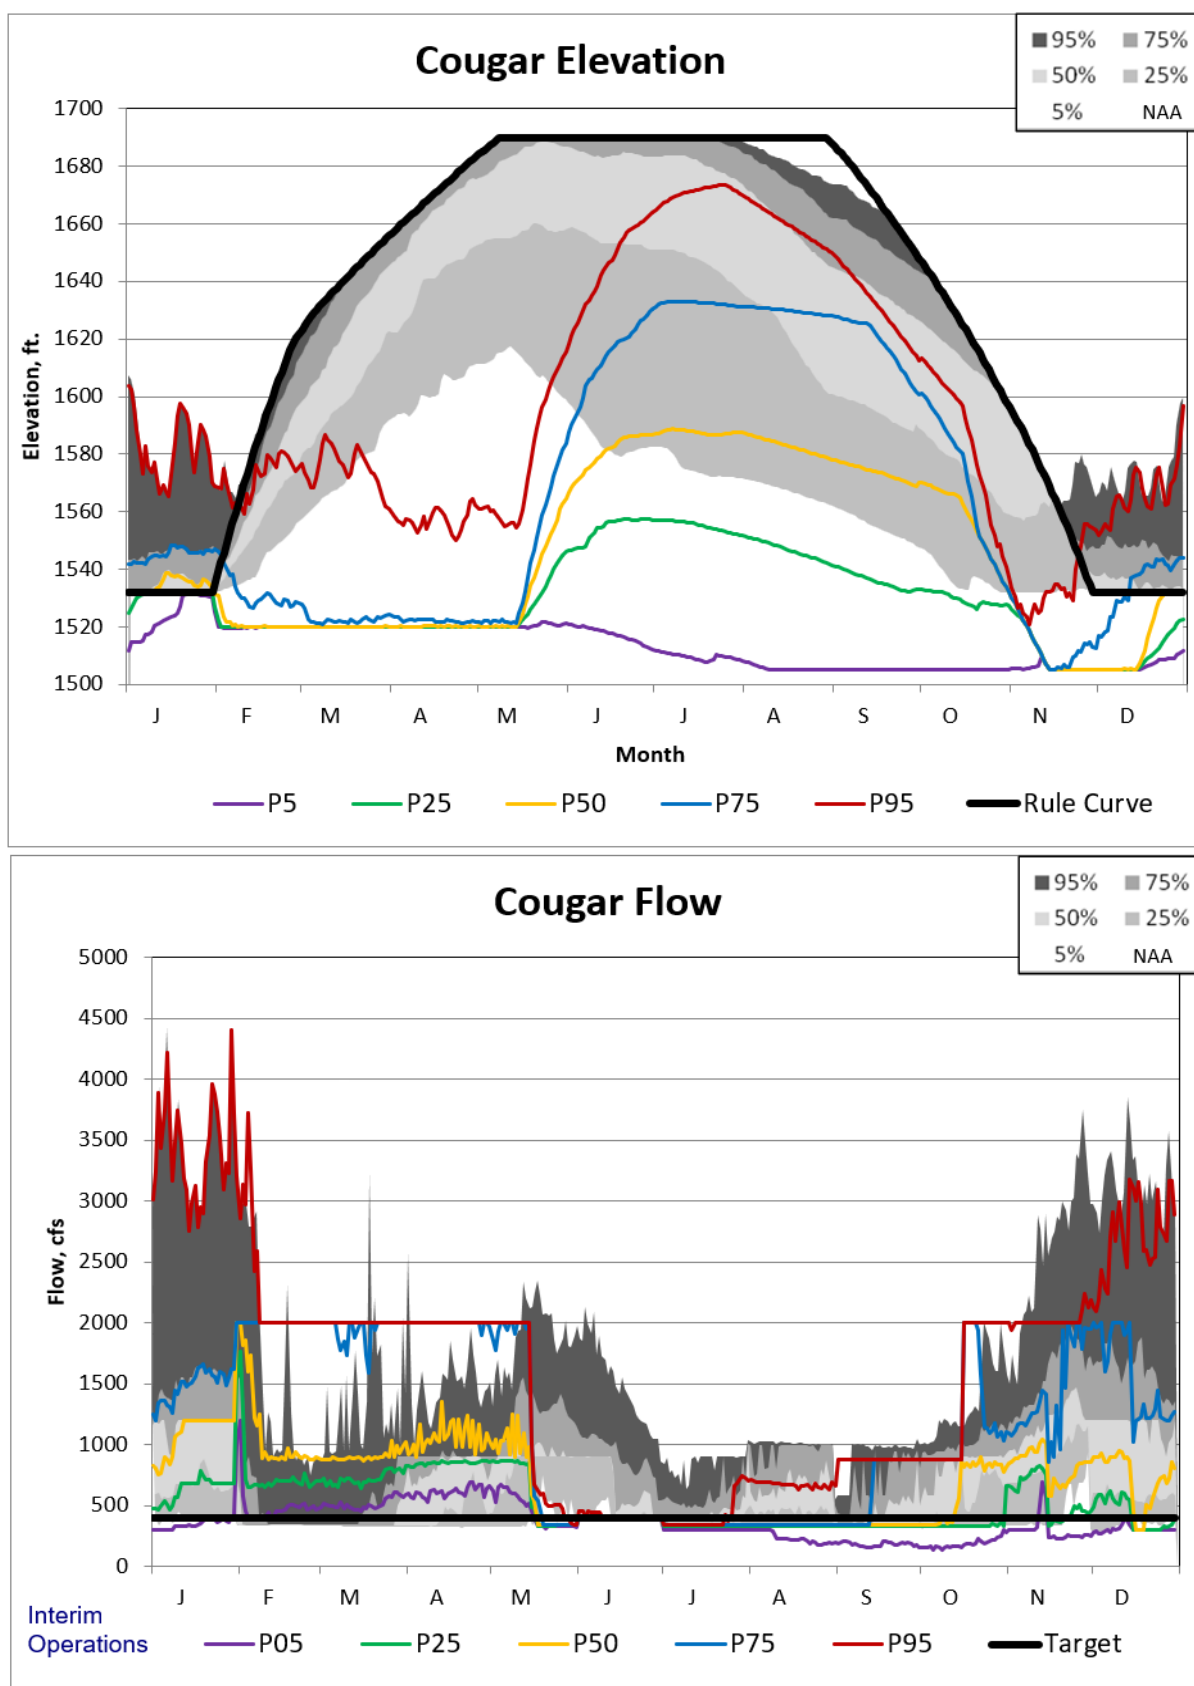 Cougar Elevation
95% 75%
50% 25%
5% NAA
1700
1680
1660
1640
1620
1600
1580
1560
1540
1520
1500
Elevation, ft.
J F M A M J J A S O N D
Month
P5 P25 P50 P75 P95 Rule Curve
Cougar Flow
95% 75%
50% 25%
5% NAA
5000
4500
4000
3500
3000
2500
2000
1500
1000
500
0
Flow, cfs
J F M A M J J A S O N D
Interim
Operations
P05 P25 P50 P75 P95 Target